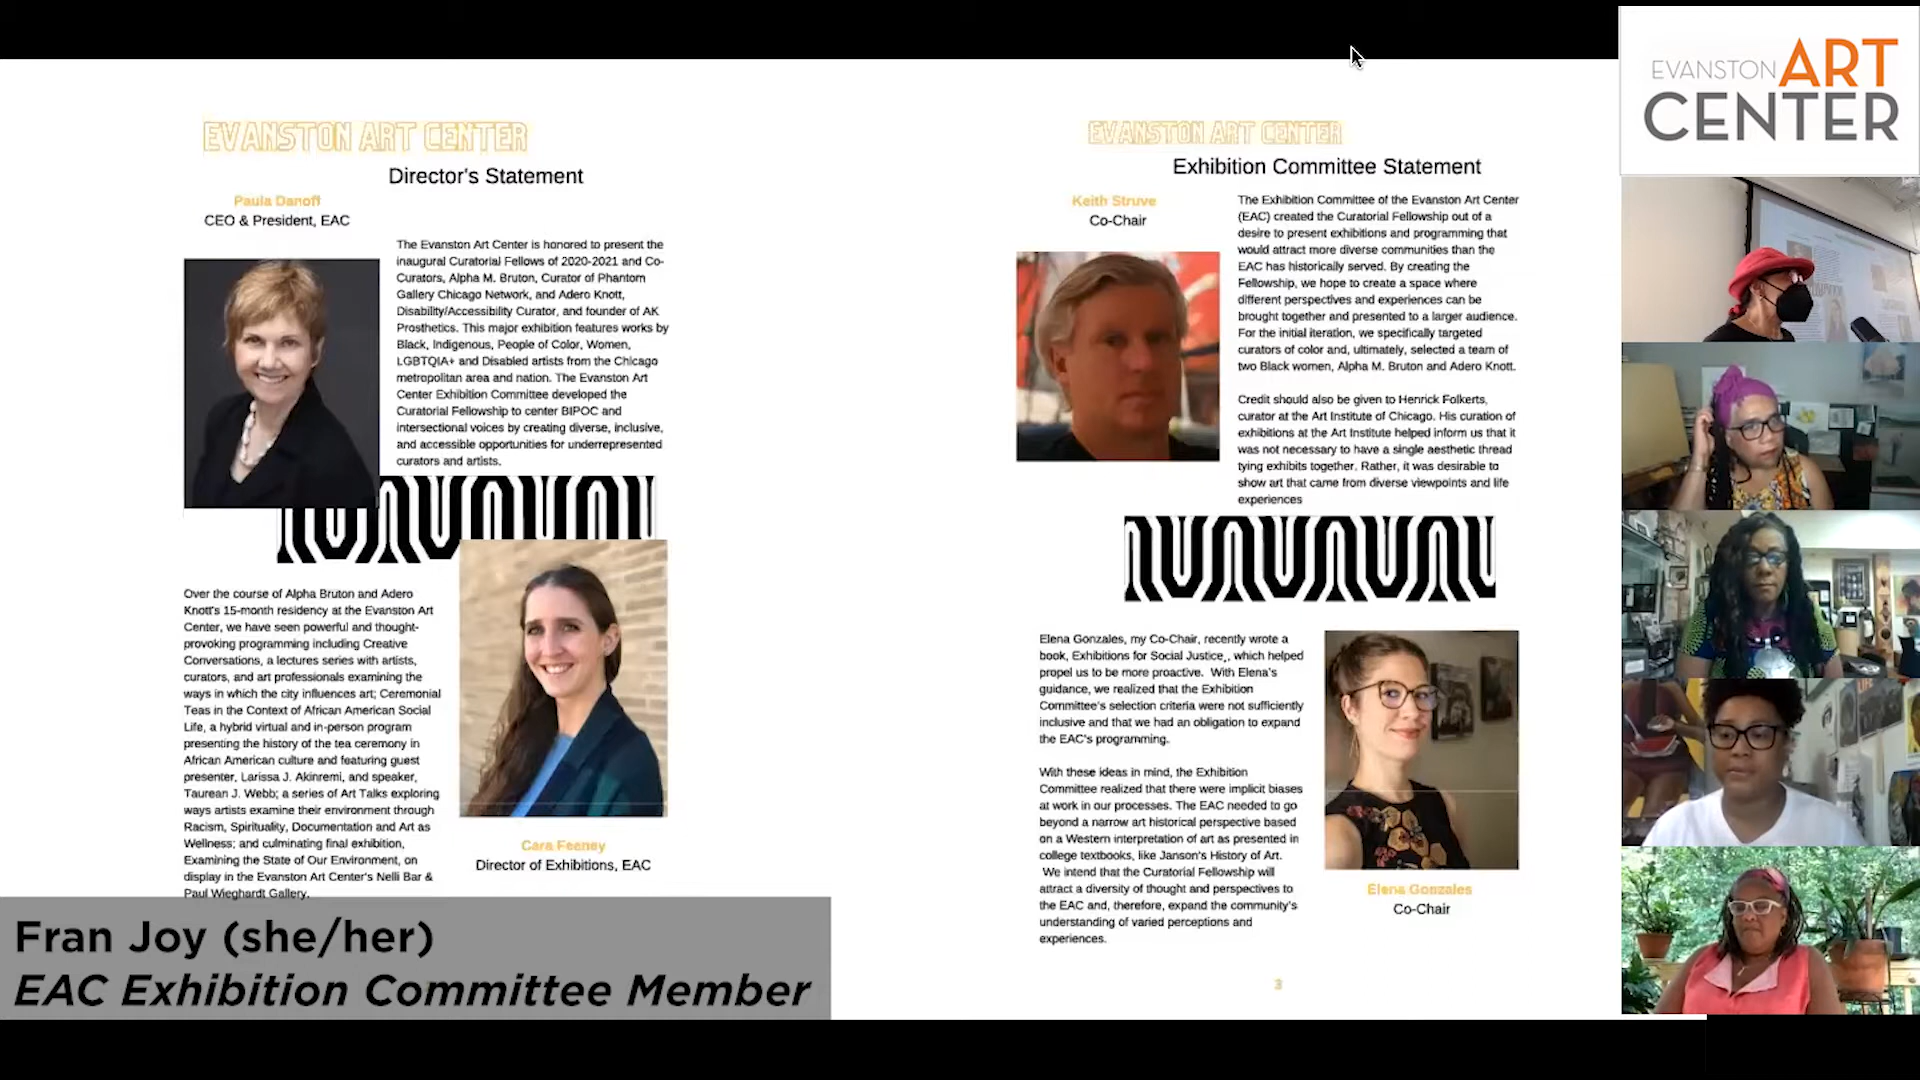 EVANSTON ART CENTER
Director's Statement
Paula Danoff
CEO & President, EAC
The Evanston Art Center is honored to present the
inaugural Curatorial Fellows of 2020-2021 and Co-
Curators, Alpha M. Bruton, Curator of Phantom
Gallery Chicago Network, and Adero Knott,
Disability/Accessibility Curator, and founder of AK
Prosthetics. This major exhibition features works by
Black, Indigenous, People of Color, Women,
LGBTQIA+ and Disabled artists from the Chicago
metropolitan area and nation. The Evanston Art
Center Exhibition Committee developed the
Curatorial Fellowship to center BIPOC and
intersectional voices by creating diverse, inclusive,
and accessible opportunities for underrepresented
curators and artists.
Over the course of Alpha Bruton and Adero
Knott's 15-month residency at the Evanston Art
Center, we have seen powerful and thought-
provoking programming including Creative
Conversations, a lectures series with artists,
curators, and art professionals examining the
ways in which the city influences art; Ceremonial
Teas in the Context of African American Social
Life, a hybrid virtual and in-person program
presenting the history of the tea ceremony in
African American culture and featuring guest
presenter, Larissa J. Akinremi, and speaker,
Taurean J. Webb; a series of Art Talks exploring
ways artists examine their environment through
Racism, Spirituality, Documentation and Art as
Wellness; and culminating final exhibition,
Examining the State of Our Environment, on
display in the Evanston Art Center's Nelli Bar &
Paul Wieghardt Gallery.
Cara Feeney
Director of Exhibitions, EAC
EVANSTON ART CENTER
Exhibition Committee Statement
Keith Struve
Co-Chair
The Exhibition Committee of the Evanston Art Center
(EAC) created the Curatorial Fellowship out of a
desire to present exhibitions and programming that
would attract more diverse communities than the
EAC has historically served. By creating the
Fellowship, we hope to create a space where
different perspectives and experiences can be
brought together and presented to a larger audience.
For the initial iteration, we specifically targeted
curators of color and, ultimately, selected a team of
two Black women, Alpha M. Bruton and Adero Knott.
Credit should also be given to Henrick Folkerts,
curator at the Art Institute of Chicago. His curation of
exhibitions at the Art Institute helped inform us that it
was not necessary to have a single aesthetic thread
tying exhibits together. Rather, it was desirable to
show art that came from diverse viewpoints and life
experiences
Elena Gonzales, my Co-Chair, recently wrote a
book, Exhibitions for Social Justice,, which helped
propel us to be more proactive. With Elena's
guidance, we realized that the Exhibition
Committee's selection criteria were not sufficiently
inclusive and that we had an obligation to expand
the EAC's programming.
With these ideas in mind, the Exhibition
Committee realized that there were implicit biases
at work in our processes. The EAC needed to go
beyond a narrow art historical perspective based
on a Western interpretation of art as presented in
college textbooks, like Janson's History of Art.
We intend that the Curatorial Fellowship will
attract a diversity of thought and perspectives to
the EAC and, therefore, expand the community's
understanding of varied perceptions and
experiences.
Elena Gonzales
Co-Chair
3
EVANSTON ART
CENTER
Fran Joy (she/her)
EAC Exhibition Committee Member